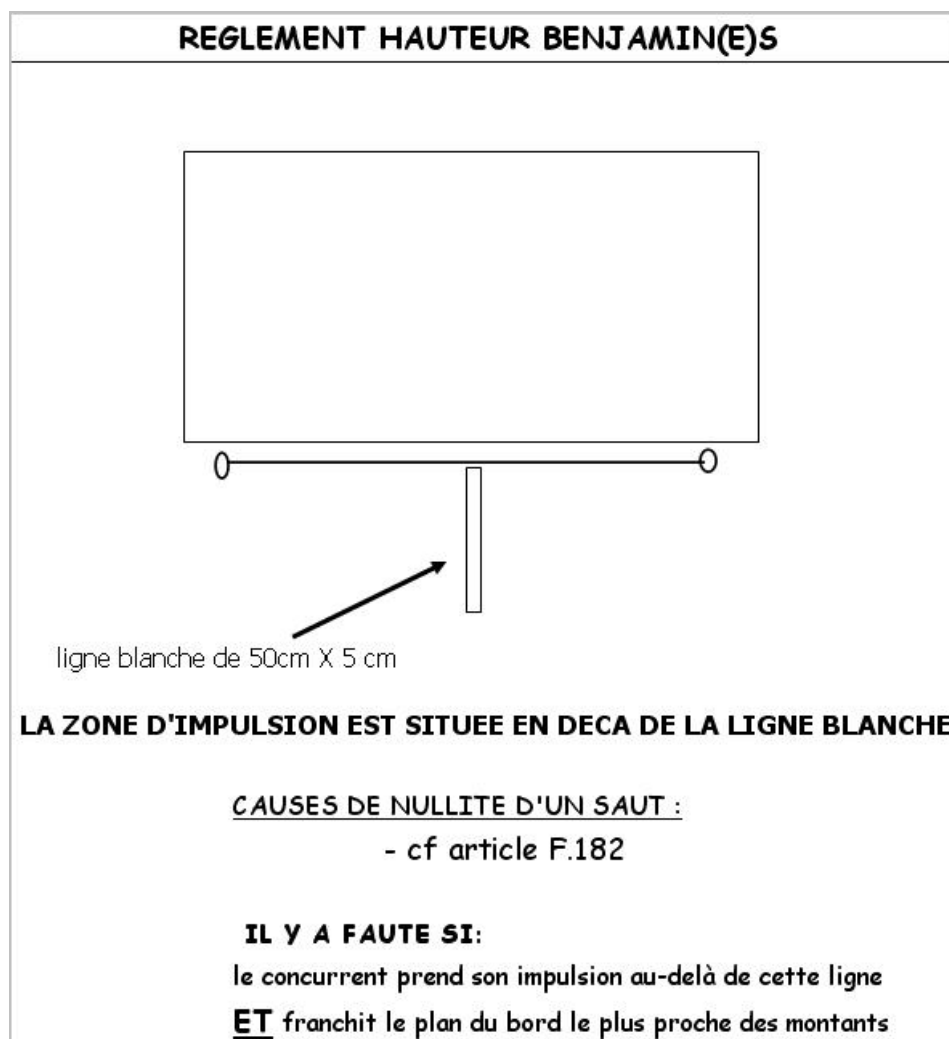 REGLEMENT HAUTEUR BENJAMIN(E)S
ligne blanche de 50cm X 5 cm
LA ZONE D'IMPULSION EST SITUEE EN DECA DE LA LIGNE BLANCHE
CAUSES DE NULLITE D'UN SAUT :
- cf article F.182
IL Y A FAUTE SI:
le concurrent prend son impulsion au-delà de cette ligne
ET franchit le plan du bord le plus proche des montants